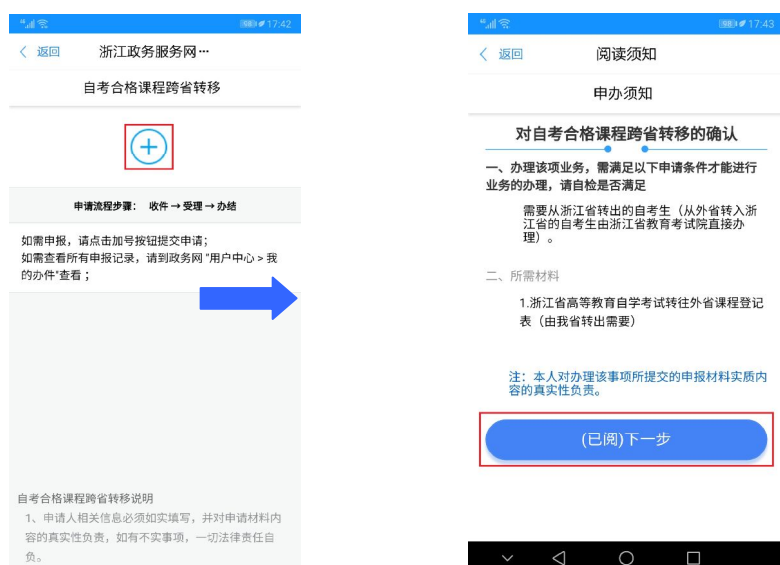 17:42
返回
浙江政务服务网…
自考合格课程跨省转移
申请流程步骤： 收件 → 受理 → 办结
如需申报，请点击加号按钮提交申请；
如需查看所有申报记录，请到政务网 "用户中心 > 我
的办件"查看；
自考合格课程跨省转移说明
1、申请人相关信息必须如实填写，并对申请材料内
容的真实性负责，如有不实事项，一切法律责任自
负。
17:43
返回
阅读须知
申办须知
对自考合格课程跨省转移的确认
一、办理该项业务，需满足以下申请条件才能进行
业务的办理，请自检是否满足
需要从浙江省转出的自考生（从外省转入浙
江省的自考生由浙江省教育考试院直接办
理）。
二、所需材料
1.浙江省高等教育自学考试转往外省课程登记
表（由我省转出需要）
注：本人对办理该事项所提交的申报材料实质内
容的真实性负责。
(已阅)下一步